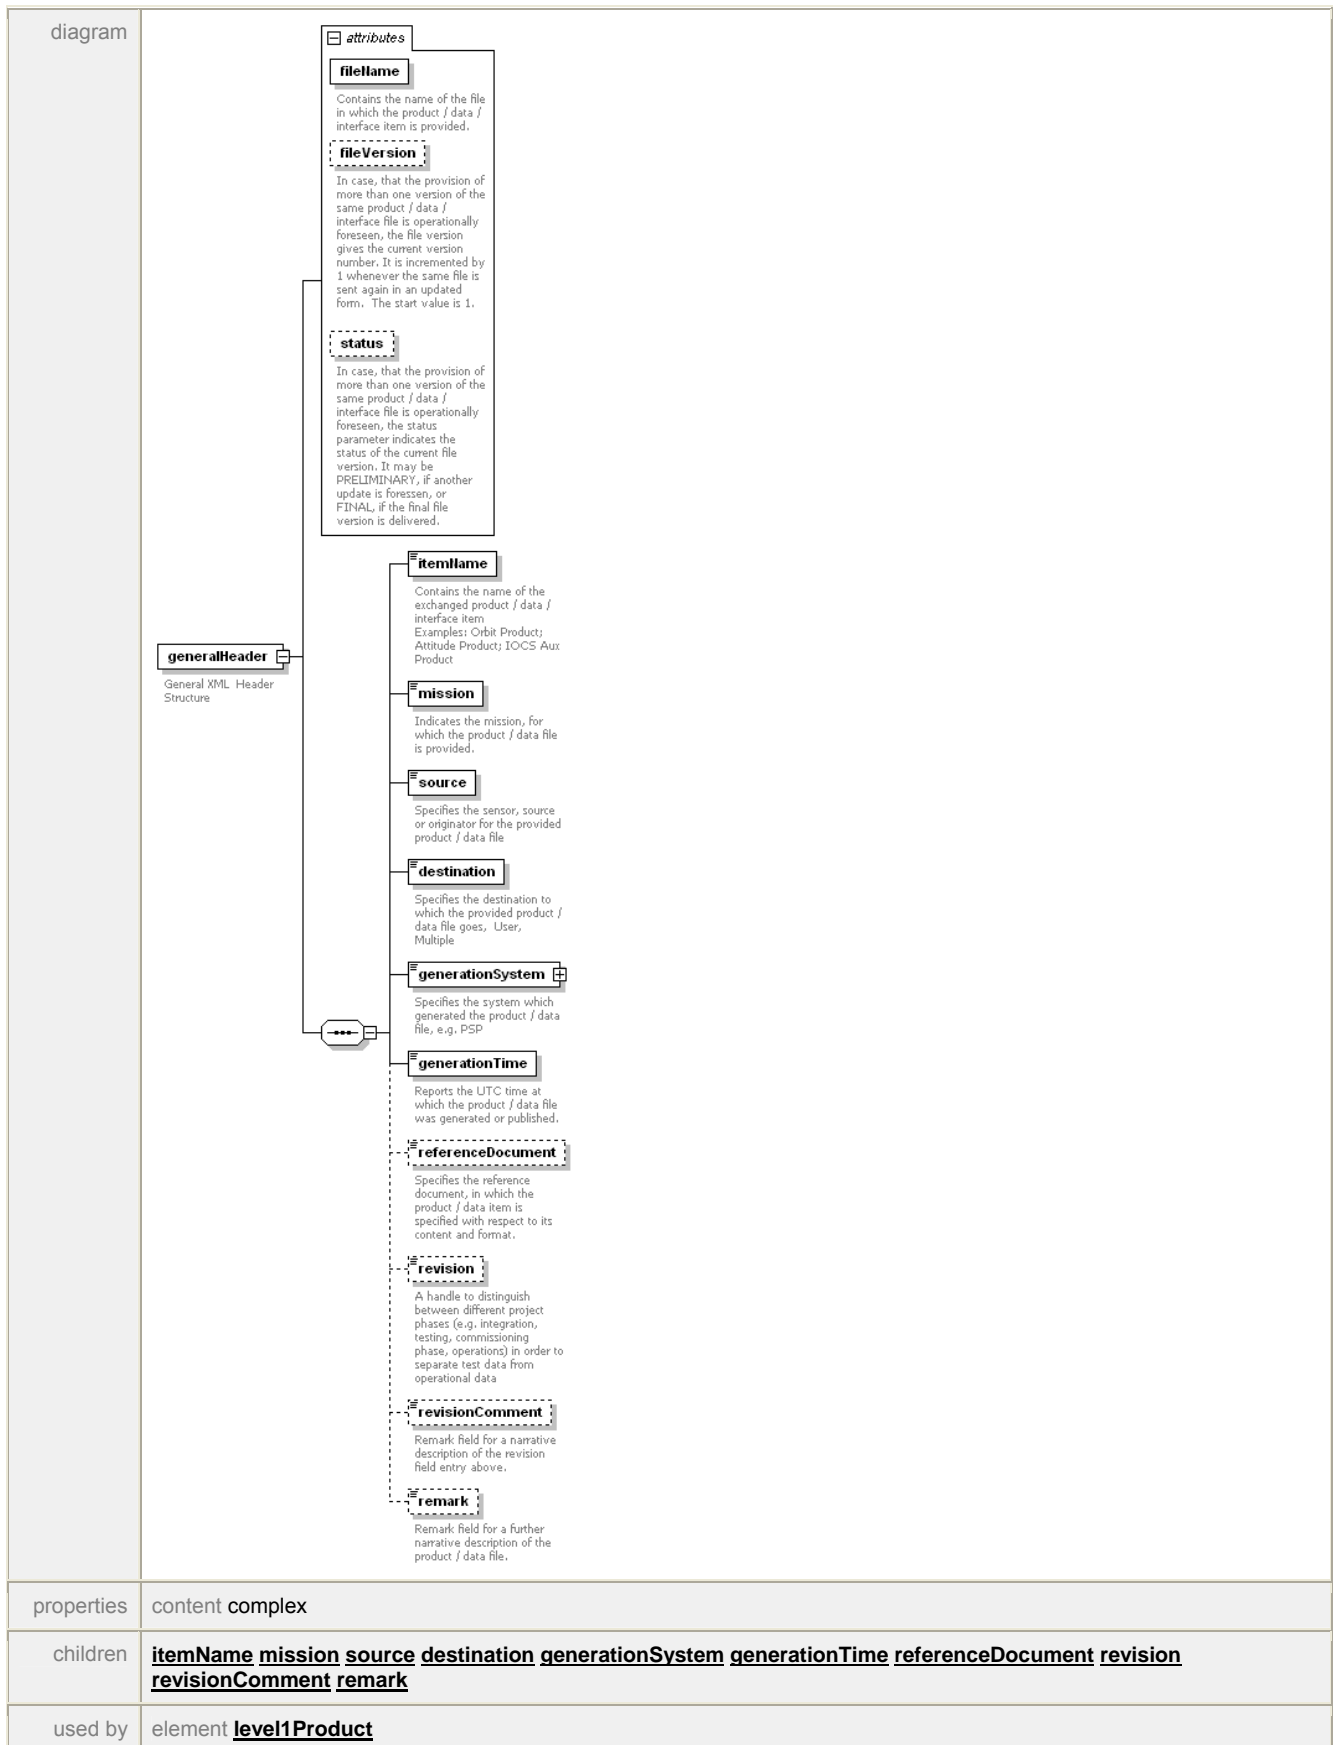 diagram
attributes
fileName
Contains the name of the file
in which the product / data /
interface item is provided.
fileVersion
In case, that the provision of
more than one version of the
same product / data /
interface file is operationally
foreseen, the file version
gives the current version
number. It is incremented by
1 whenever the same file is
sent again in an updated
form.  The start value is 1.
status
In case, that the provision of
more than one version of the
same product / data /
interface file is operationally
foreseen, the status
parameter indicates the
status of the current file
version. It may be
PRELIMINARY, if another
update is foressen, or
FINAL, if the final file
version is delivered.
itemName
Contains the name of the
exchanged product / data /
interface item
Examples: Orbit Product;
Attitude Product; IOCS Aux
Product
generalHeader
General XML  Header
Structure
mission
Indicates the mission, for
which the product / data file
is provided.
source
Specifies the sensor, source
or originator for the provided
product / data file
destination
Specifies the destination to
which the provided product /
data file goes,  User,
Multiple
generationSystem
Specifies the system which
generated the product / data
file, e.g. PSP
generationTime
Reports the UTC time at
which the product / data file
was generated or published.
referenceDocument
Specifies the reference
document, in which the
product / data item is
specified with respect to its
content and format.
revision
A handle to distinguish
between different project
phases (e.g. integration,
testing, commissioning
phase, operations) in order to
separate test data from
operational data
revisionComment
Remark field for a narrative
description of the revision
field entry above.
remark
Remark field for a further
narrative description of the
product / data file.
properties content complex
children itemName mission source destination generationSystem generationTime referenceDocument revision
revisionComment remark
used by element level1Product